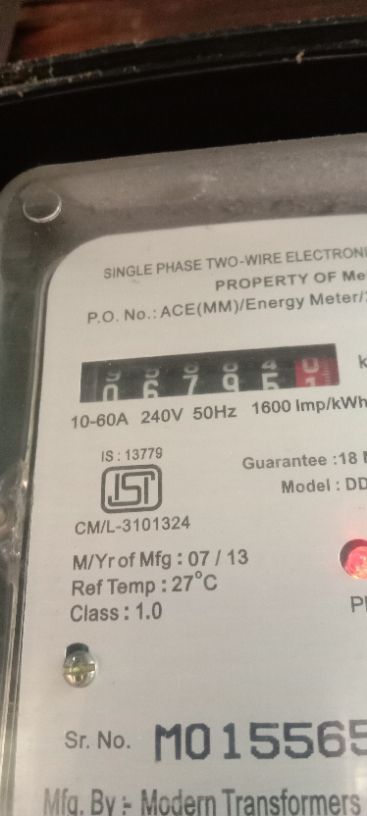 SINGLE PHASE TWO-WIRE ELECTRONI
PROPERTY OF Me
P.O. No.: ACE(MM)/Energy Meter/
06795
10-60A 240V 50Hz 1600 Imp/kWh
IS : 13779
ISI
Guarantee :18
Model : DD
CM/L-3101324
M/Yr of Mfg : 07 / 13
Ref Temp : 27°C
Class : 1.0
Sr. No. M015565
Mfg. By :- Modern Transformers